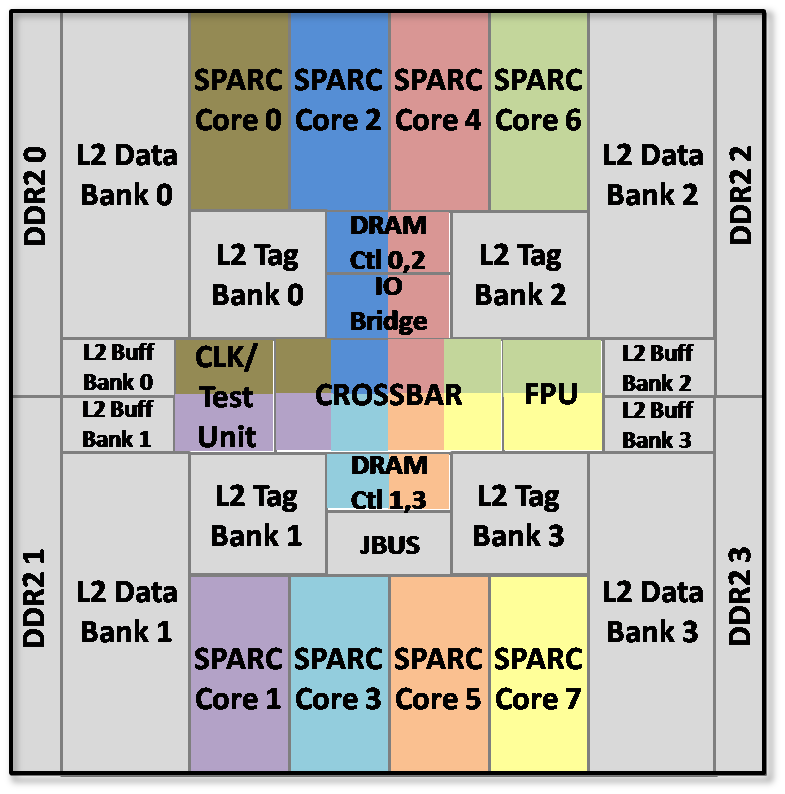 SPARC
Core 0
SPARC
Core 2
SPARC
Core 4
SPARC
Core 6
DDR2 0
L2 Data
Bank 0
L2 Data
Bank 2
DDR2 2
L2 Tag
Bank 0
DRAM
Ctl 0,2
IO
Bridge
L2 Tag
Bank 2
L2 Buff
Bank 0
L2 Buff
Bank 1
CLK/
Test
Unit
CROSSBAR
FPU
L2 Buff
Bank 2
L2 Buff
Bank 3
DDR2 1
L2 Data
Bank 1
L2 Tag
Bank 1
DRAM
Ctl 1,3
JBUS
L2 Tag
Bank 3
L2 Data
Bank 3
DDR2 3
SPARC
Core 1
SPARC
Core 3
SPARC
Core 5
SPARC
Core 7